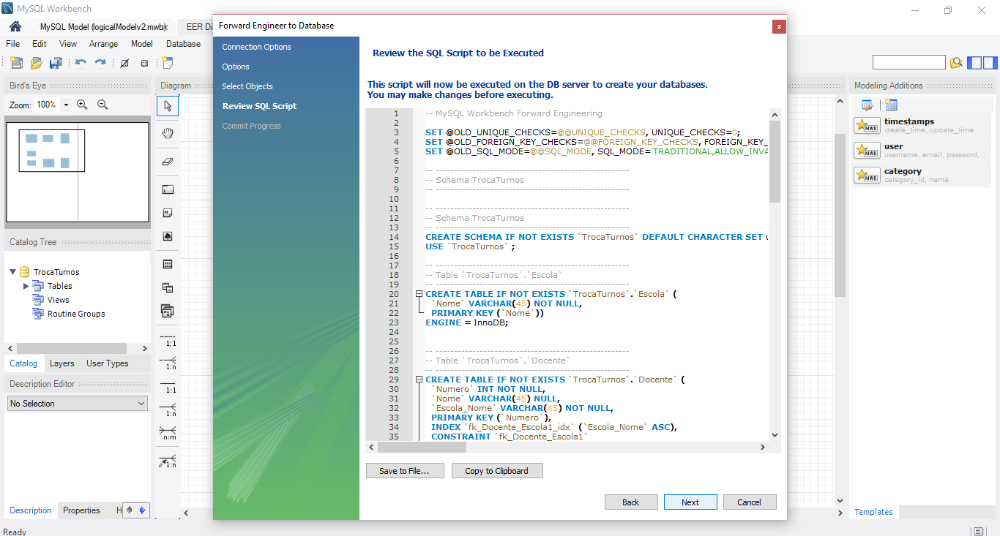 MySQL Workbench
MySQL Model (logicalModelv2.mwb)
EER Di
File Edit View Arrange Model Database
Bird's Eye
Zoom: 100%
Catalog Tree
TrocaTurnos
Tables
Views
Routine Groups
Catalog Layers User Types
Description Editor
No Selection
Description Properties H
Ready
Diagram
1:1
1:n
1:1
1:n
n:m
1:n
Forward Engineer to Database
x
Connection Options
Options
Select Objects
Review SQL Script
Commit Progress
Review the SQL Script to be Executed
This script will now be executed on the DB server to create your databases.
You may make changes before executing.
1 -- MySQL Workbench Forward Engineering
2
3 SET @OLD_UNIQUE_CHECKS=@@UNIQUE_CHECKS, UNIQUE_CHECKS=0;
4 SET @OLD_FOREIGN_KEY_CHECKS=@@FOREIGN_KEY_CHECKS, FOREIGN_KEY_
5 SET @OLD_SQL_MODE=@@SQL_MODE, SQL_MODE='TRADITIONAL,ALLOW_INVA
6
7 -- -----------------------------------------------------
8 -- Schema TrocaTurnos
9 -- -----------------------------------------------------
10
11 -- -----------------------------------------------------
12 -- Schema TrocaTurnos
13 -- -----------------------------------------------------
14 CREATE SCHEMA IF NOT EXISTS `TrocaTurnos` DEFAULT CHARACTER SET u
15 USE `TrocaTurnos` ;
16
17 -- -----------------------------------------------------
18 -- Table `TrocaTurnos`.`Escola`
19 -- -----------------------------------------------------
20 CREATE TABLE IF NOT EXISTS `TrocaTurnos`.`Escola` (
21 `Nome` VARCHAR(45) NOT NULL,
22 PRIMARY KEY (`Nome`))
23 ENGINE = InnoDB;
24
25
26 -- -----------------------------------------------------
27 -- Table `TrocaTurnos`.`Docente`
28 -- -----------------------------------------------------
29 CREATE TABLE IF NOT EXISTS `TrocaTurnos`.`Docente` (
30 `Numero` INT NOT NULL,
31 `Nome` VARCHAR(45) NULL,
32 `Escola_Nome` VARCHAR(45) NOT NULL,
33 PRIMARY KEY (`Numero`),
34 INDEX `fk_Docente_Escola1_idx` (`Escola_Nome` ASC),
35 CONSTRAINT `fk_Docente_Escola1`
Save to File... Copy to Clipboard
Back Next Cancel
Modeling Additions
MWB
timestamps
create_time, update_time
MWB
user
username, email, password, ...
MWB
category
category_id, name
Templates